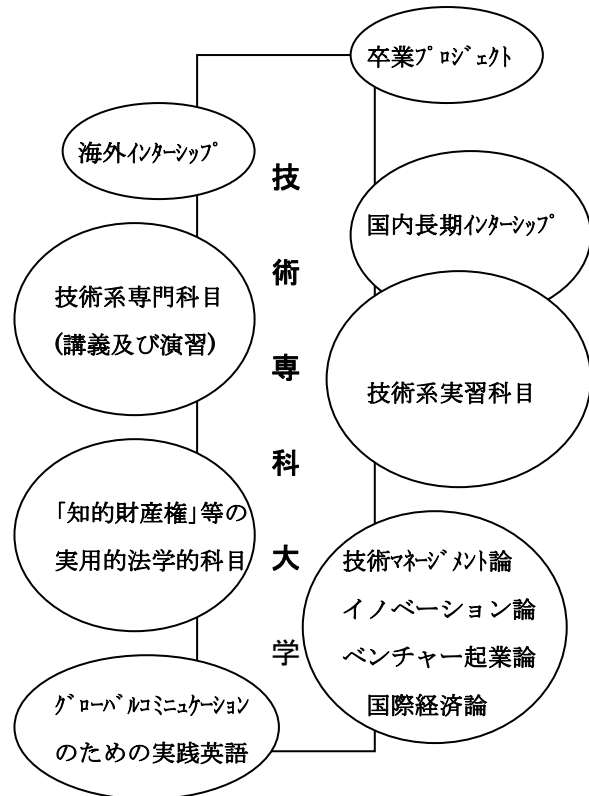 卒業ﾌﾟﾛｼﾞｪｸﾄ
海外ｲﾝﾀｰｼｯﾌﾟ
技術専科大学
国内長期ｲﾝﾀｰｼｯﾌﾟ
技術系専門科目
(講義及び演習)
技術系実習科目
「知的財産権」等の
実用的法学的科目
技術ﾏﾈｰｼﾞﾒﾝﾄ論
イノベーション論
ベンチャー起業論
国際経済論
ｸﾞﾛｰﾊﾞﾙｺﾐﾆｭｹｰｼｮﾝ
のための実践英語